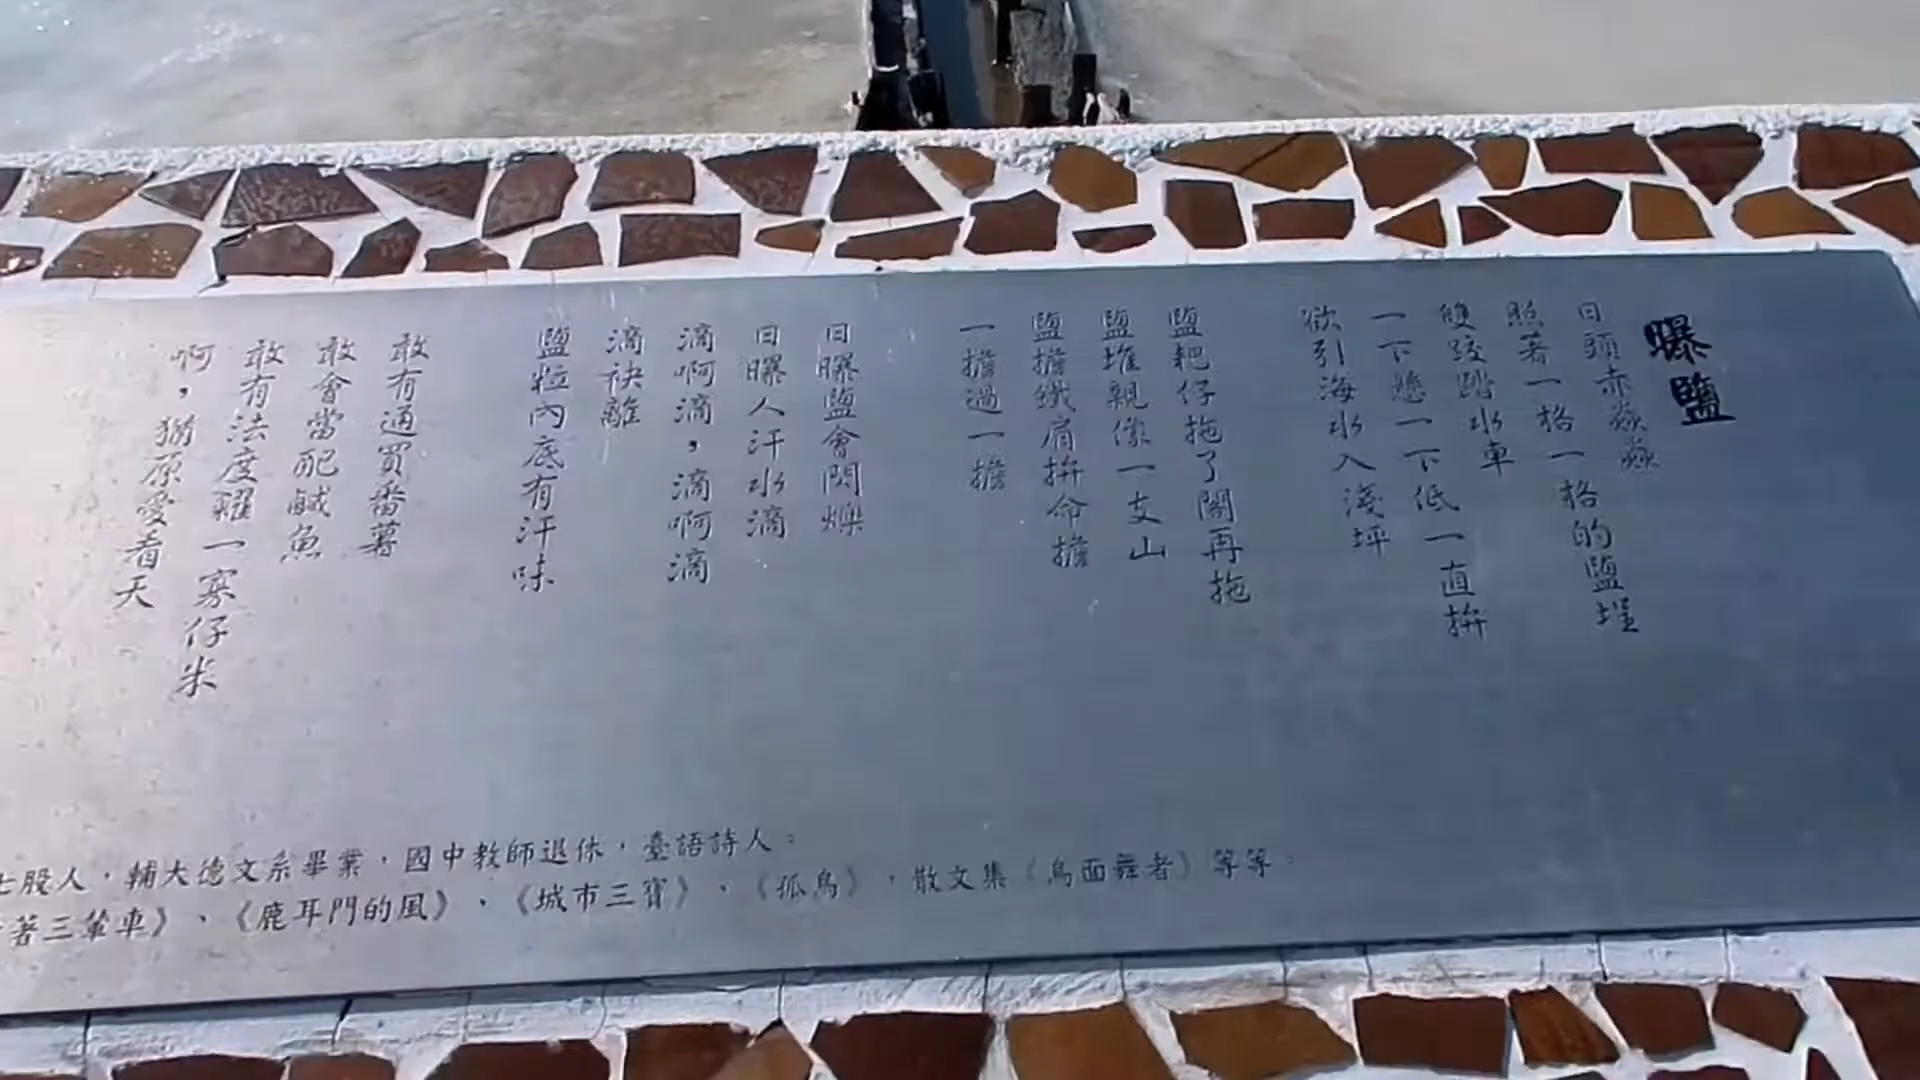 曝鹽
日頭赤焱焱
照著一格一格的鹽埕
雙跤踏水車
一下懸一下低一直拚
欲引海水入淺坪
鹽耙仔拖了閣再拖
鹽堆親像一支山
鹽擔鐵肩拚命擔
一擔過一擔
日曝鹽會閃爍
日曝人汗水滴
滴啊滴，滴啊滴
滴袂離
鹽粒內底有汗味
敢有通買番薯
敢會當配鹹魚
敢有法度糴一寡仔米
啊，猶原愛看天
七股人，輔大德文系畢業，國中教師退休，臺語詩人。
著三輦車》、《鹿耳門的風》、《城市三寶》、《孤鳥》，散文集《烏面舞者》等等。